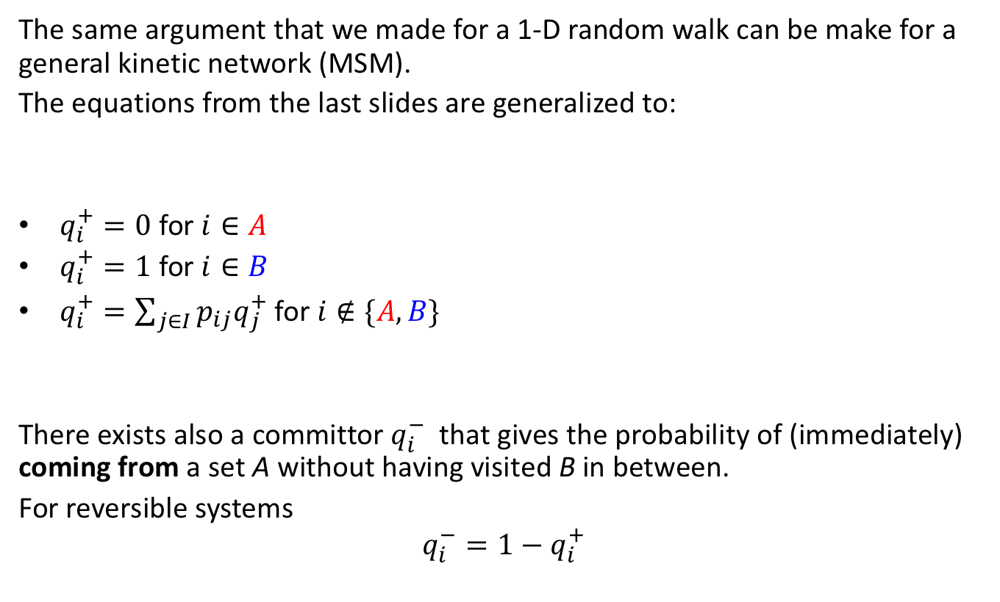 The same argument that we made for a 1-D random walk can be make for a
general kinetic network (MSM).
The equations from the last slides are generalized to:
• $q_i^+ = 0$ for $i \in A$
• $q_i^+ = 1$ for $i \in B$
• $q_i^+ = \sum_{j \in I} p_{ij} q_j^+$ for $i \notin \{A, B\}$
There exists also a committor $q_i^-$ that gives the probability of (immediately)
coming from a set A without having visited B in between.
For reversible systems
$q_i^- = 1 - q_i^+$